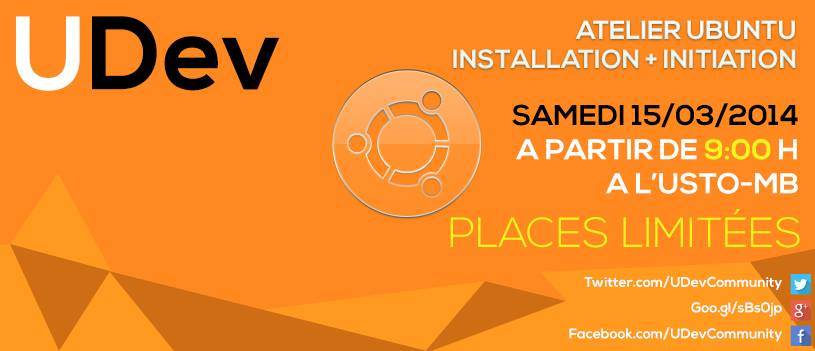 UDev
ATELIER UBUNTU
INSTALLATION + INITIATION
SAMEDI 15/03/2014
A PARTIR DE 9:00 H
A L'USTO-MB
PLACES LIMITÉES
Twitter.com/UDevCommunity
Goo.gl/sBsOjp
Facebook.com/UDevCommunity